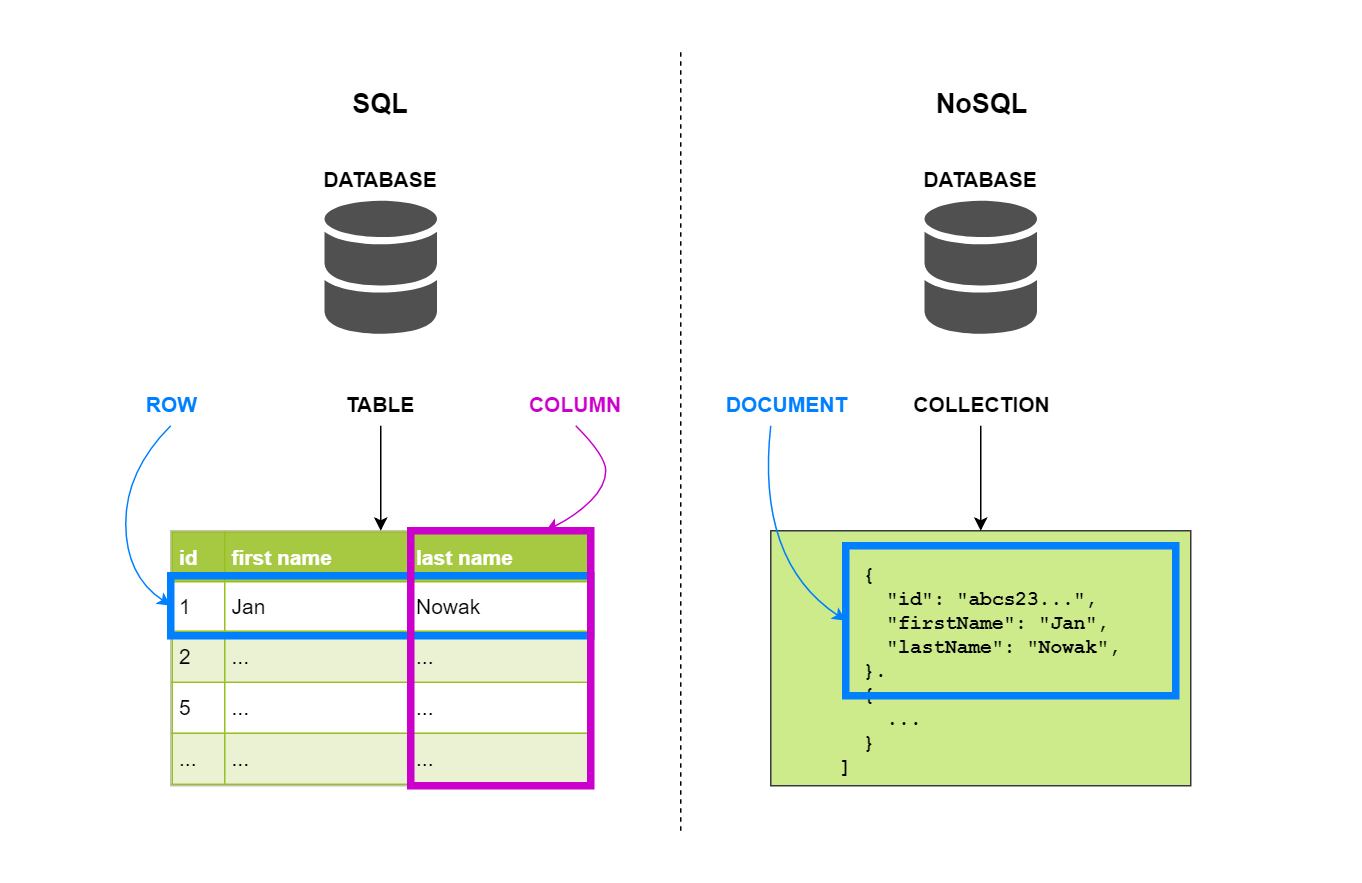 SQL
DATABASE
ROW
TABLE
COLUMN
id first name last name
1 Jan Nowak
2 ... ...
5 ... ...
... ... ...
NoSQL
DATABASE
DOCUMENT
COLLECTION
{
"id": "abcs23...",
"firstName": "Jan",
"lastName": "Nowak",
}.
{
...
}
]